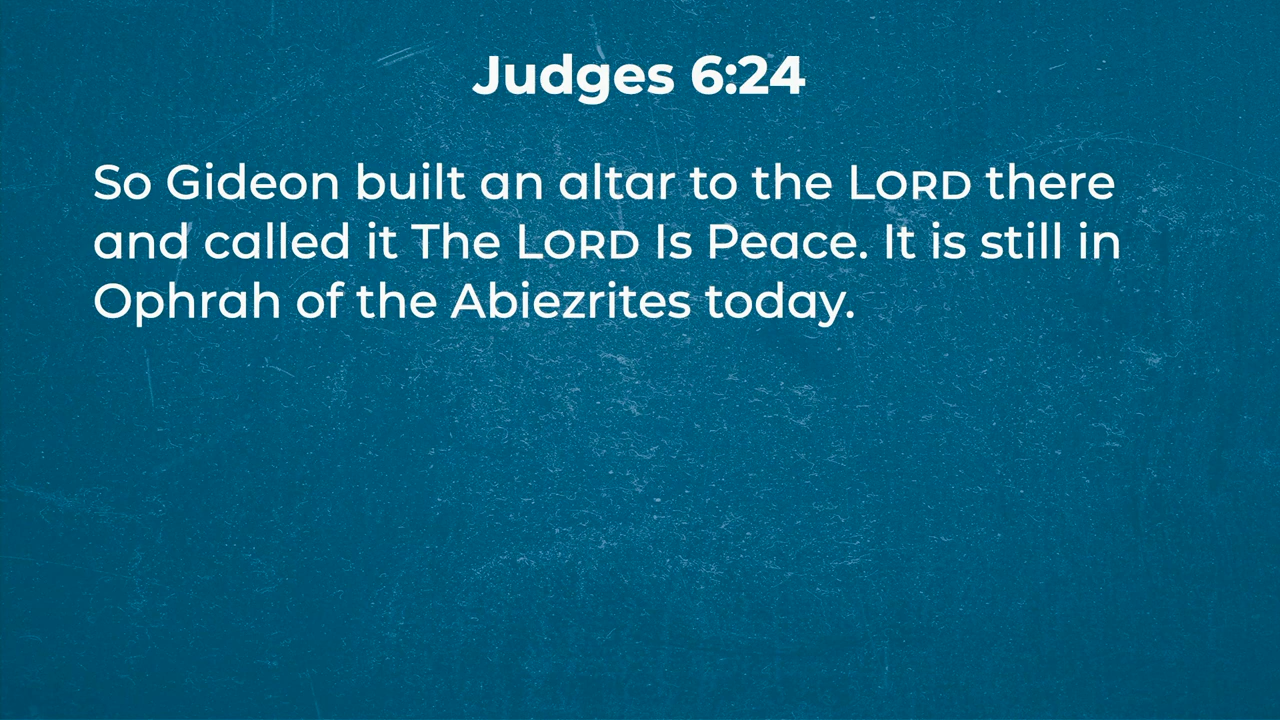 Judges 6:24
So Gideon built an altar to the LORD there
and called it The LORD Is Peace. It is still in
Ophrah of the Abiezrites today.